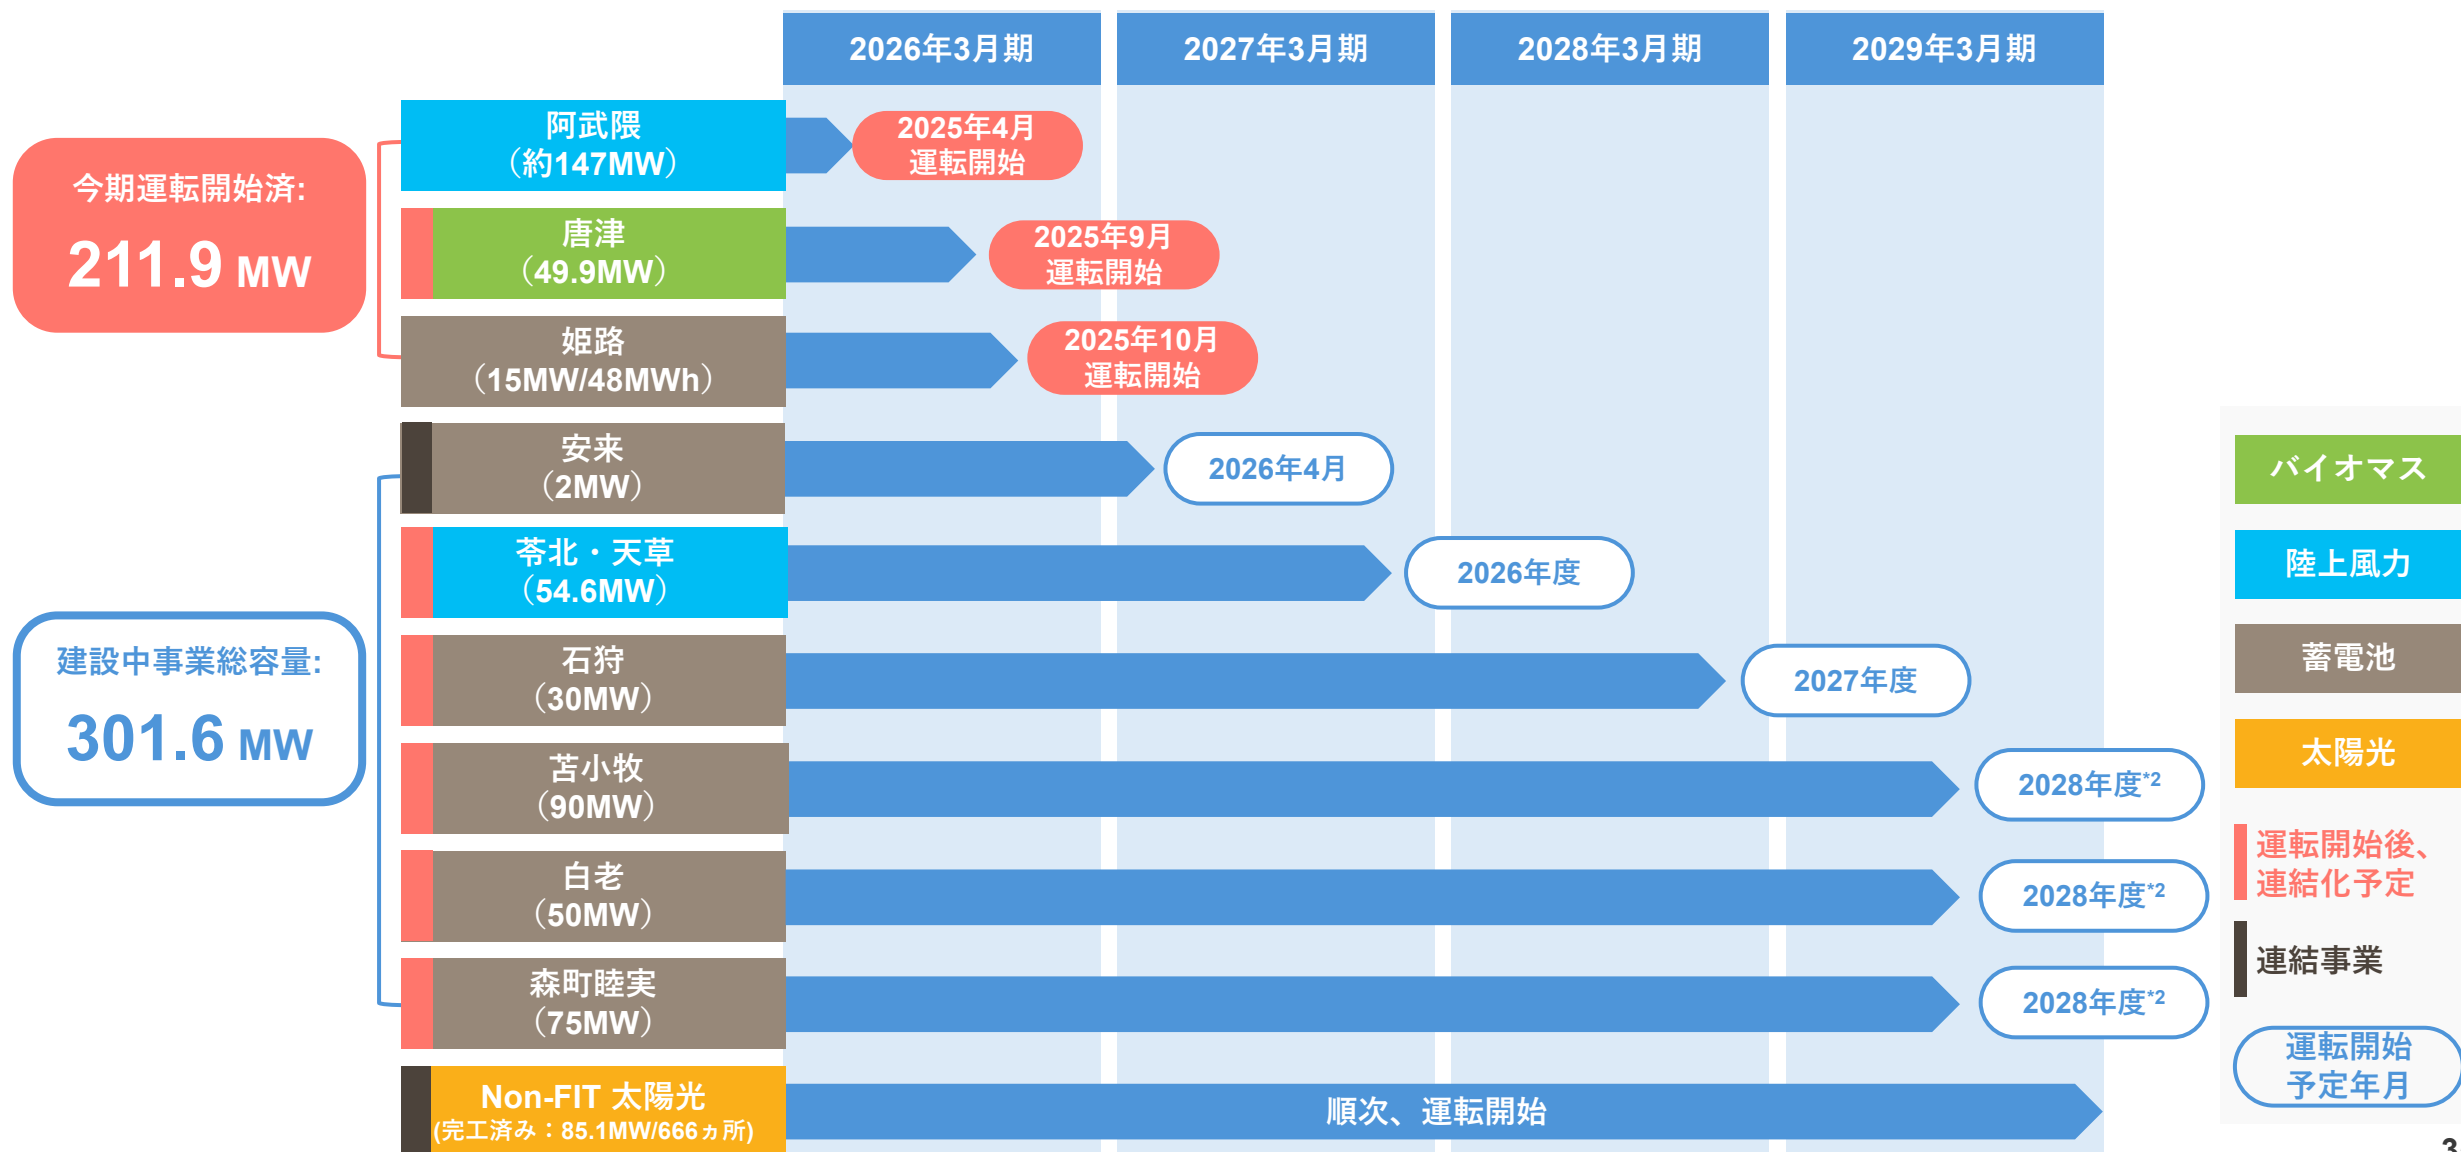 2026年3月期
2027年3月期
2028年3月期
2029年3月期
今期運転開始済:
211.9 MW
阿武隈
（約147MW）
2025年4月
運転開始
唐津
（49.9MW）
2025年9月
運転開始
姫路
（15MW/48MWh）
2025年10月
運転開始
建設中事業総容量:
301.6 MW
安来
（2MW）
2026年4月
苓北・天草
（54.6MW）
2026年度
石狩
（30MW）
2027年度
苫小牧
（90MW）
2028年度*2
白老
（50MW）
2028年度*2
森町睦実
（75MW）
2028年度*2
Non-FIT 太陽光
(完工済み：85.1MW/666ヵ所)
順次、運転開始
バイオマス
陸上風力
蓄電池
太陽光
運転開始後、
連結化予定
連結事業
運転開始
予定年月
3